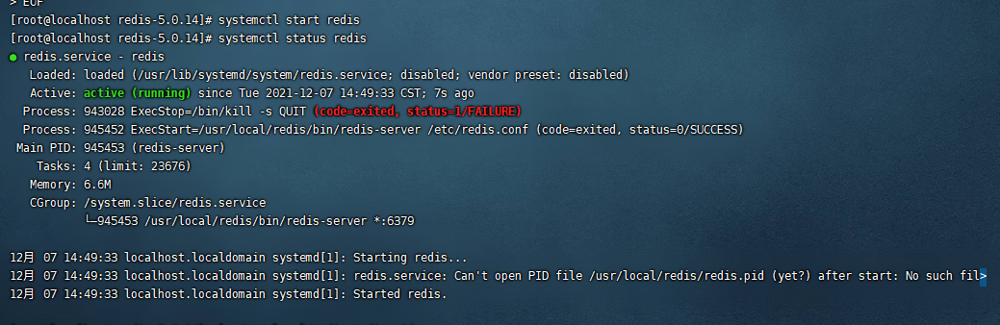 > EOF
[root@localhost redis-5.0.14]# systemctl start redis
[root@localhost redis-5.0.14]# systemctl status redis
● redis.service - redis
   Loaded: loaded (/usr/lib/systemd/system/redis.service; disabled; vendor preset: disabled)
   Active: active (running) since Tue 2021-12-07 14:49:33 CST; 7s ago
  Process: 943028 ExecStop=/bin/kill -s QUIT (code=exited, status=1/FAILURE)
  Process: 945452 ExecStart=/usr/local/redis/bin/redis-server /etc/redis.conf (code=exited, status=0/SUCCESS)
 Main PID: 945453 (redis-server)
    Tasks: 4 (limit: 23676)
   Memory: 6.6M
   CGroup: /system.slice/redis.service
           └─945453 /usr/local/redis/bin/redis-server *:6379
12月 07 14:49:33 localhost.localdomain systemd[1]: Starting redis...
12月 07 14:49:33 localhost.localdomain systemd[1]: redis.service: Can't open PID file /usr/local/redis/redis.pid (yet?) after start: No such fil>
12月 07 14:49:33 localhost.localdomain systemd[1]: Started redis.